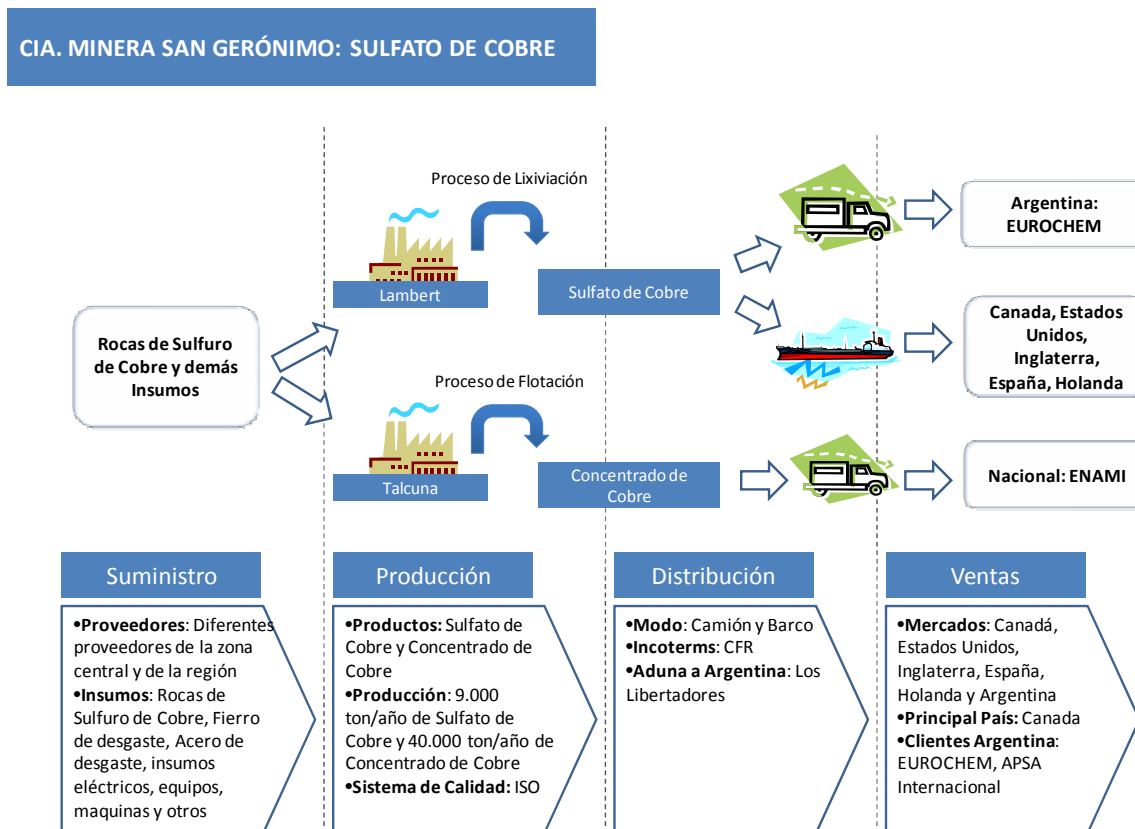 CIA. MINERA SAN GERÓNIMO: SULFATO DE COBRE
Proceso de Lixiviación
Lambert
Sulfato de Cobre
Argentina:
EUROCHEM
Canada, Estados
Unidos,
Inglaterra,
España, Holanda
Rocas de Sulfuro
de Cobre y demás
Insumos
Proceso de Flotación
Talcuna
Concentrado de
Cobre
Nacional: ENAMI
Suministro
•Proveedores: Diferentes
proveedores de la zona
central y de la región
•Insumos: Rocas de
Sulfuro de Cobre, Fierro
de desgaste, Acero de
desgaste, insumos
eléctricos, equipos,
maquinas y otros
Producción
•Productos: Sulfato de
Cobre y Concentrado de
Cobre
•Producción: 9.000
ton/año de Sulfato de
Cobre y 40.000 ton/año de
Concentrado de Cobre
•Sistema de Calidad: ISO
Distribución
•Modo: Camión y Barco
•Incoterms: CFR
•Aduna a Argentina: Los
Libertadores
Ventas
•Mercados: Canadá,
Estados Unidos,
Inglaterra, España,
Holanda y Argentina
•Principal País: Canada
•Clientes Argentina:
EUROCHEM, APSA
Internacional